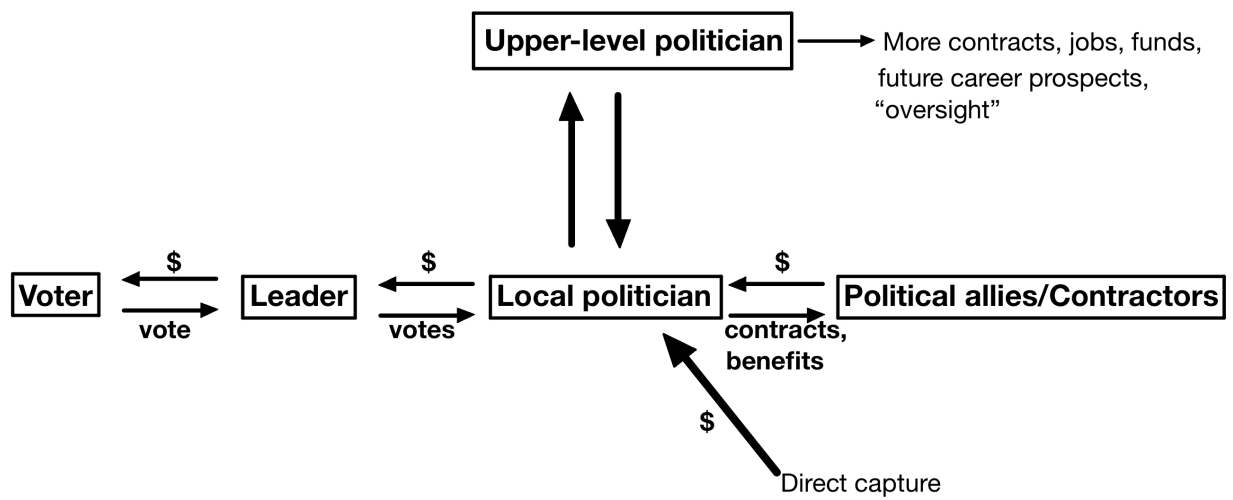 Upper-level politician
More contracts, jobs, funds,
future career prospects,
“oversight”
$
$
$
Voter
Leader
Local politician
Political allies/Contractors
vote
votes
contracts,
benefits
$
Direct capture